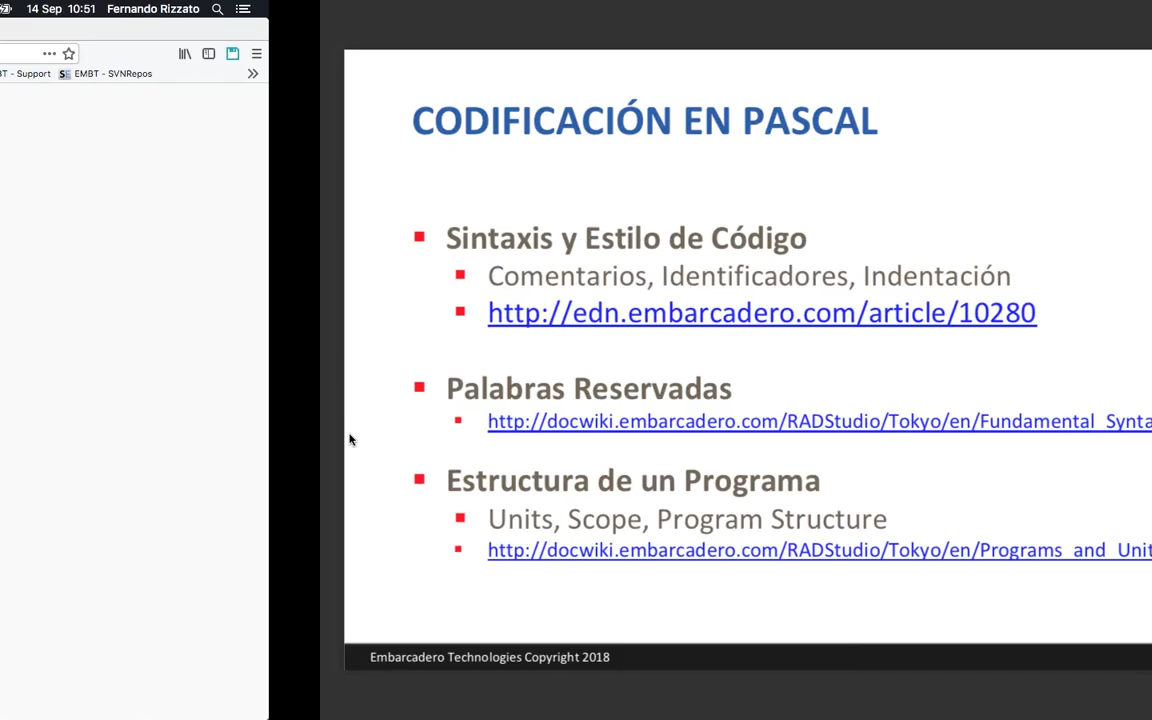 14 Sep 10:51 Fernando Rizzato
BT - Support EMBT - SVNRepos
CODIFICACIÓN EN PASCAL
Sintaxis y Estilo de Código
Comentarios, Identificadores, Indentación
http://edn.embarcadero.com/article/10280
Palabras Reservadas
http://docwiki.embarcadero.com/RADStudio/Tokyo/en/Fundamental_Synta
Estructura de un Programa
Units, Scope, Program Structure
http://docwiki.embarcadero.com/RADStudio/Tokyo/en/Programs_and_Unit
Embarcadero Technologies Copyright 2018